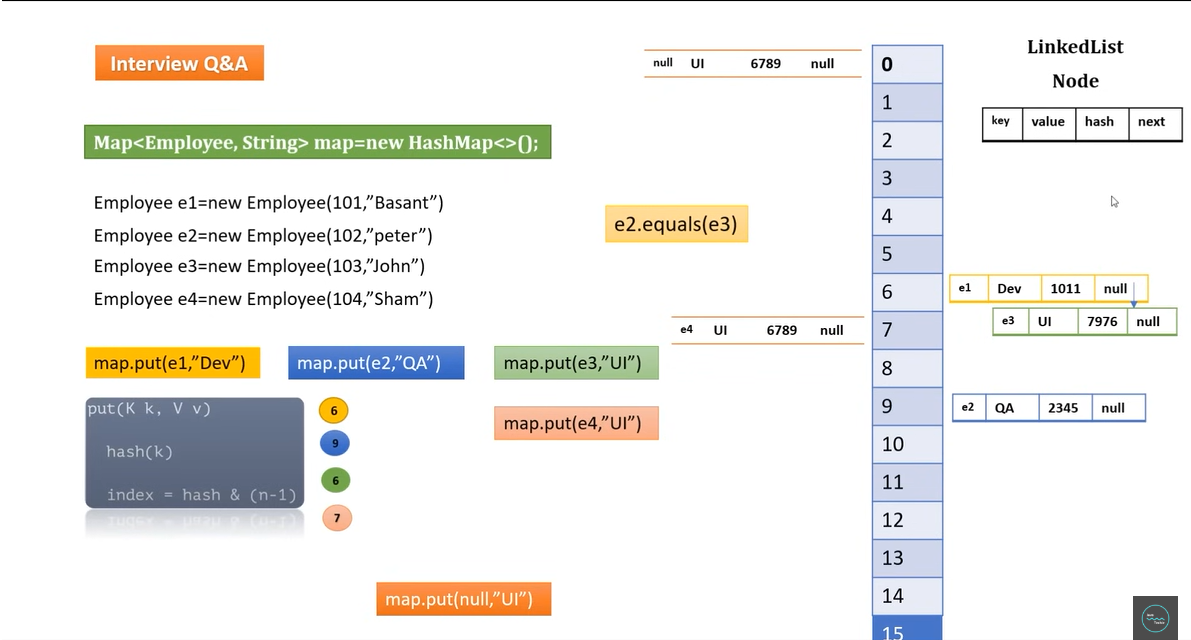 Interview Q&A
Map<Employee, String> map=new HashMap<>();
Employee e1=new Employee(101,”Basant”)
Employee e2=new Employee(102,”peter”)
Employee e3=new Employee(103,”John”)
Employee e4=new Employee(104,”Sham”)
map.put(e1,”Dev”)
map.put(e2,”QA”)
map.put(e3,”UI”)
map.put(e4,”UI”)
put(K k, V v)
hash(k)
index = hash & (n-1)
6
9
6
7
map.put(null,”UI”)
e2.equals(e3)
null UI 6789 null
e4 UI 6789 null
0
1
2
3
4
5
6
7
8
9
10
11
12
13
14
15
LinkedList
Node
key value hash next
e1 Dev 1011 null
e3 UI 7976 null
e2 QA 2345 null